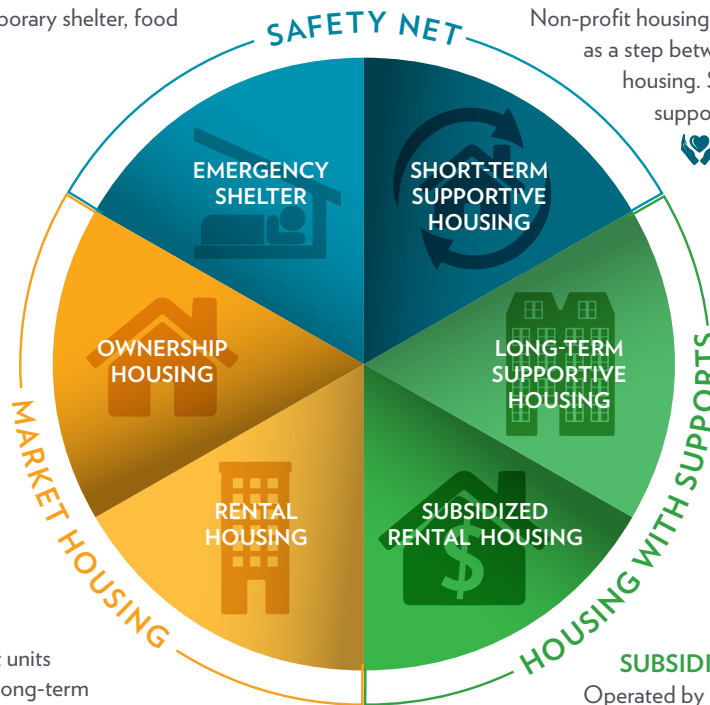 porary shelter, food
Non-profit housing
as a step betw
housing. S
suppo
SAFETY NET
EMERGENCY
SHELTER
SHORT-TERM
SUPPORTIVE
HOUSING
OWNERSHIP
HOUSING
LONG-TERM
SUPPORTIVE
HOUSING
RENTAL
HOUSING
SUBSIDIZED
RENTAL HOUSING
$
MARKET HOUSING
HOUSING WITH SUPPORTS
units
ong-term
SUBSIDI
Operated by